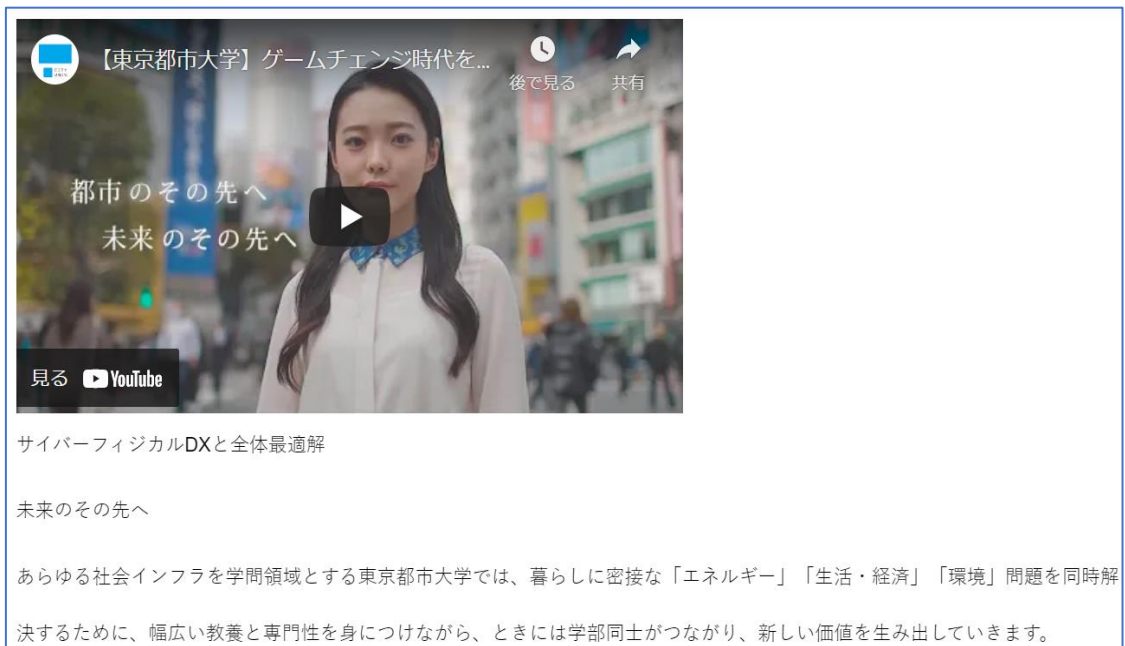 【東京都市大学】ゲームチェンジ時代を...
後で見る
共有
都市のその先へ
未来のその先へ
見る YouTube
サイバーフィジカルDXと全体最適解
未来のその先へ
あらゆる社会インフラを学問領域とする東京都市大学では、暮らしに密接な「エネルギー」「生活・経済」「環境」問題を同時解
決するために、幅広い教養と専門性を身につけながら、ときには学部同士がつながり、新しい価値を生み出していきます。